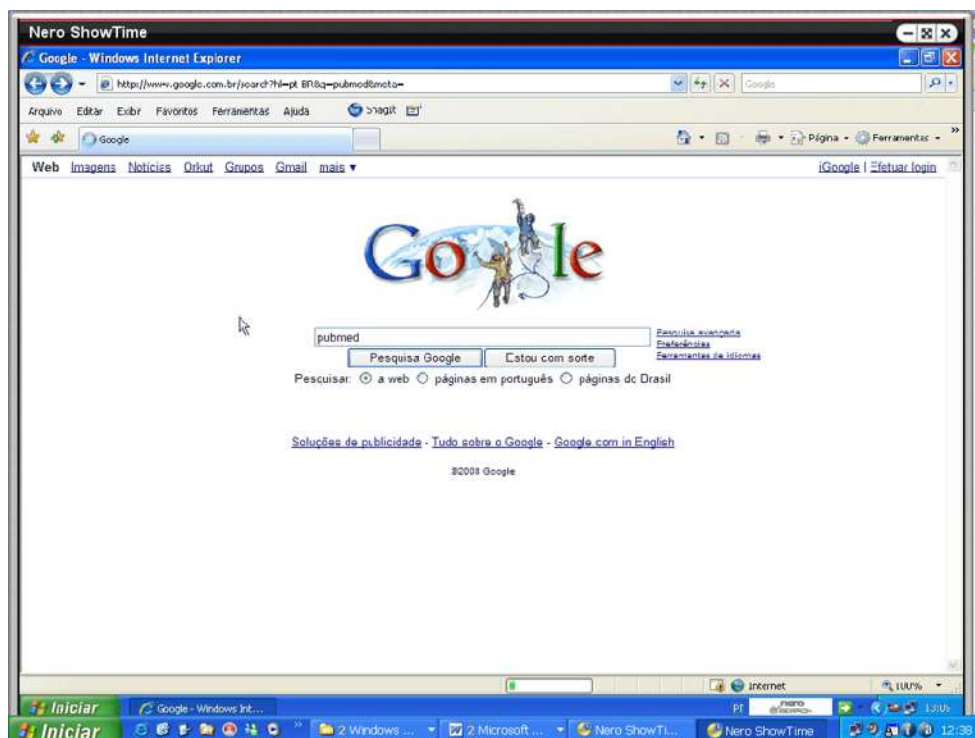 Nero ShowTime
Google - Windows Internet Explorer
http://www.google.com.br/search?hl=pt BR&q=pubmed&meta=
Google
Arquivo Editar Exibir Favoritos Ferramentas Ajuda SnagIt
Google Página Ferramentas
Web Imagens Notícias Orkut Grupos Gmail mais ▼ iGoogle | Efetuar login
Google
pubmed
Pesquisa avançada
Preferências
Ferramentas de idiomas
Pesquisa Google Estou com sorte
Pesquisar: a web páginas em português páginas do Brasil
Soluções de publicidade - Tudo sobre o Google - Google.com in English
©2008 Google
Internet 100%
Iniciar Google - Windows Int... PT nero 13:05
Iniciar 2 Windows ... 2 Microsoft ... Nero ShowTi... Nero ShowTime 12:38